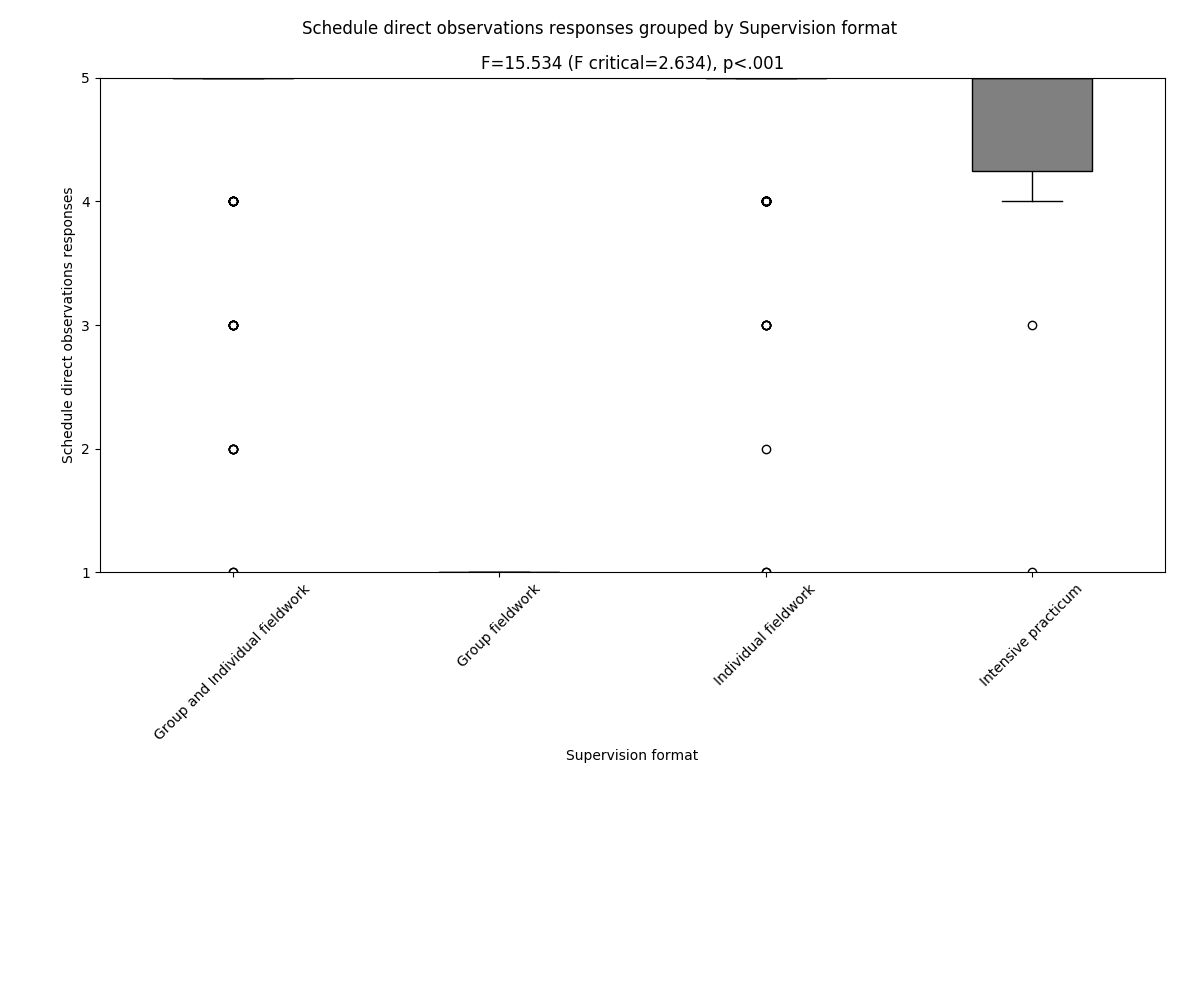 Schedule direct observations responses grouped by Supervision format
F=15.534 (F critical=2.634), p<.001
Schedule direct observations responses
5
4
3
2
1
Group and Individual fieldwork
Group fieldwork
Individual fieldwork
Intensive practicum
Supervision format